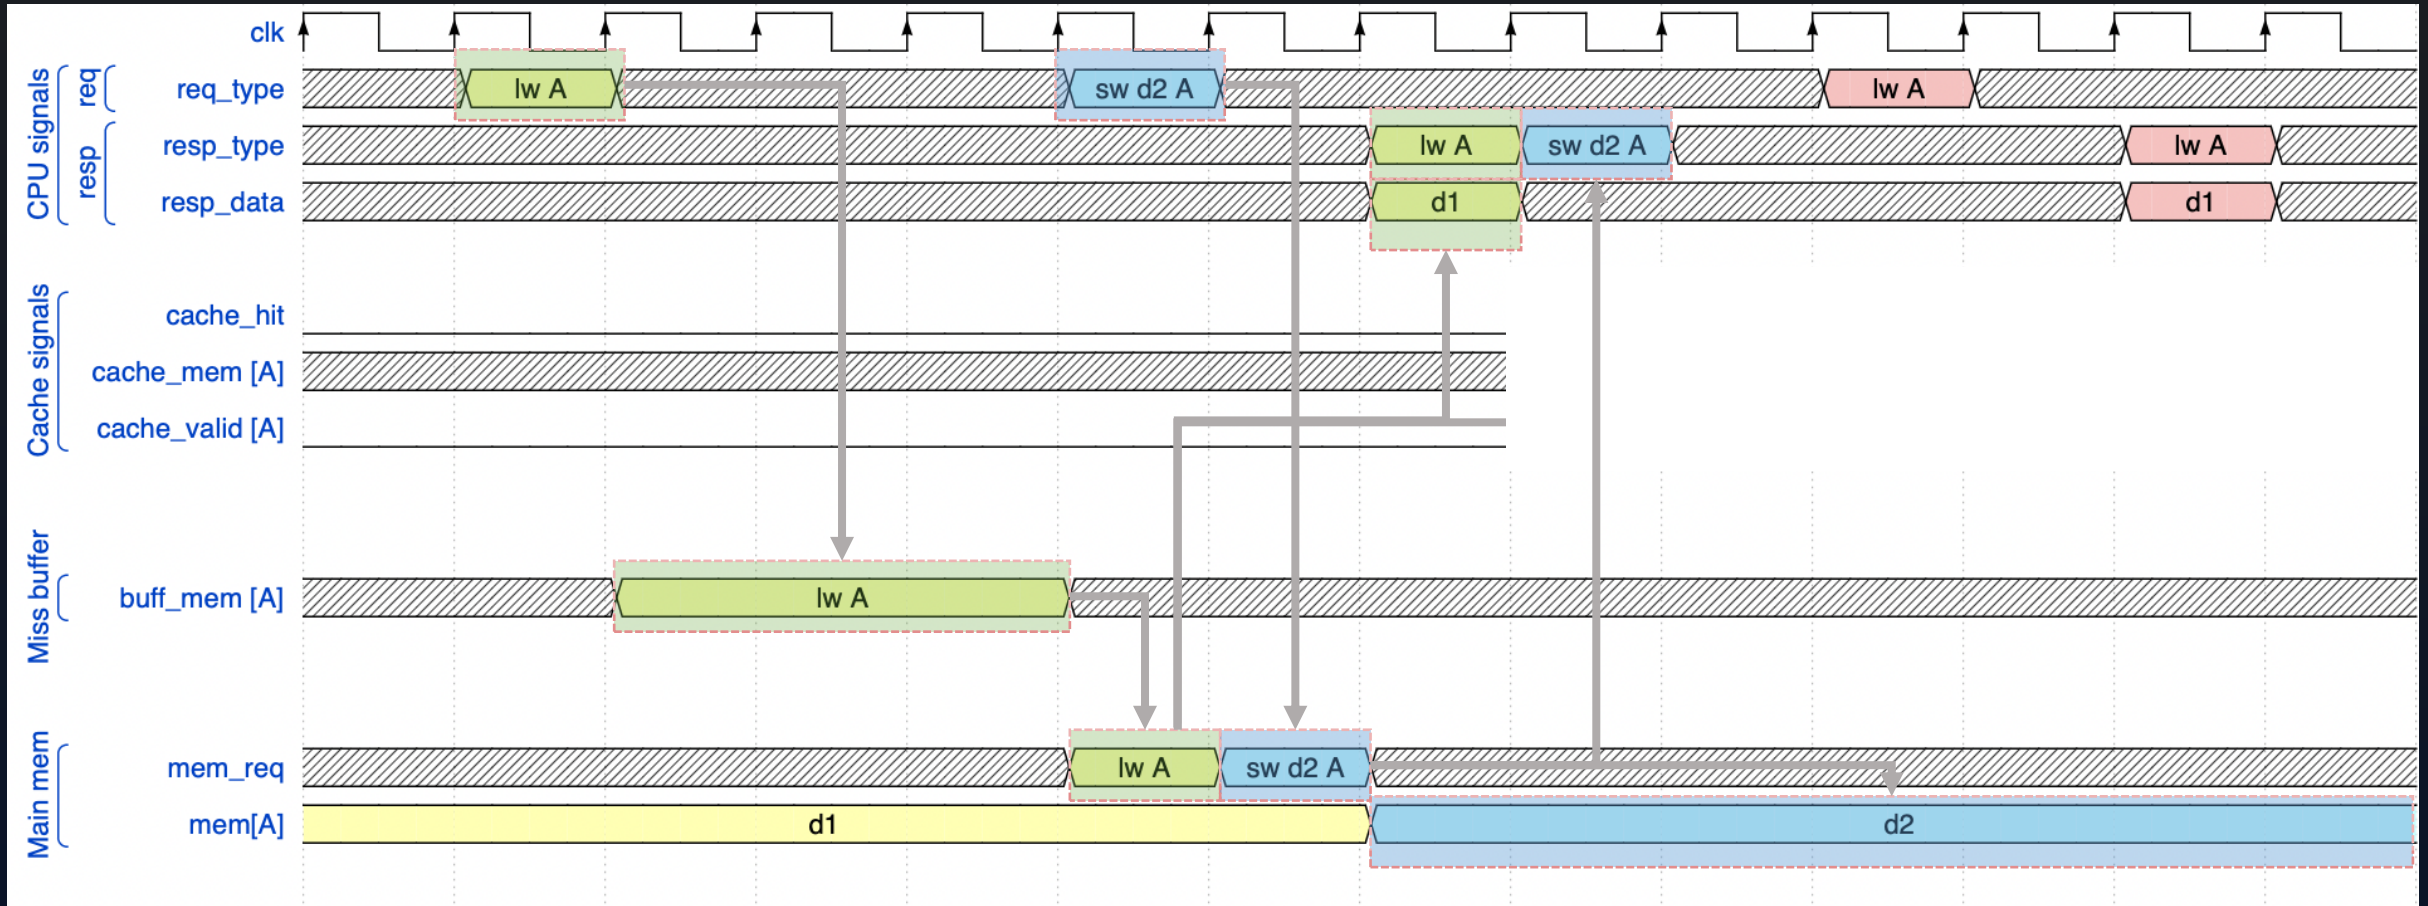 clk
CPU signals
req
req_type
lw A
sw d2 A
lw A
resp
resp_type
lw A
sw d2 A
lw A
resp_data
d1
d1
Cache signals
cache_hit
cache_mem [A]
cache_valid [A]
Miss buffer
buff_mem [A]
lw A
Main mem
mem_req
lw A
sw d2 A
mem[A]
d1
d2